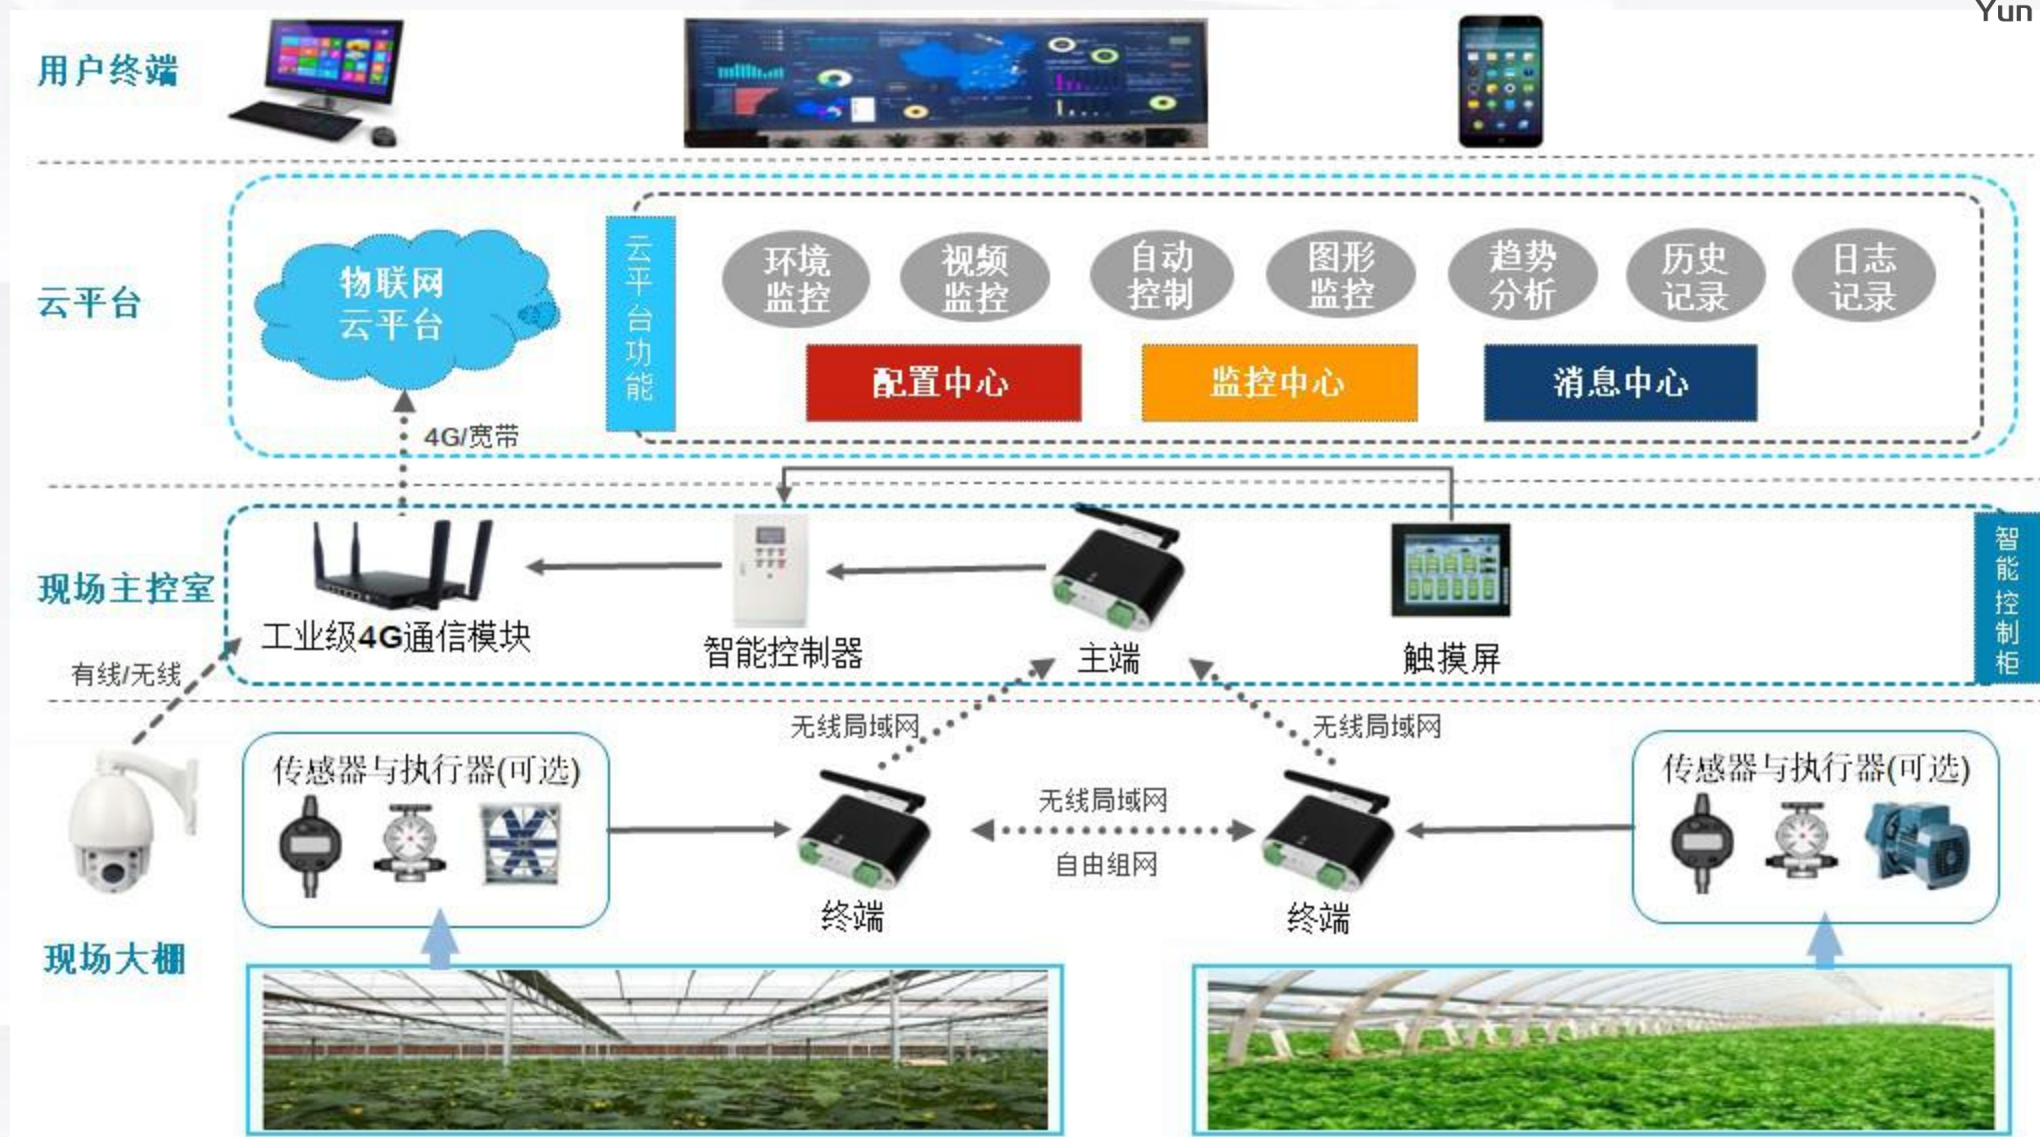 Yun
用户终端
云平台
物联网
云平台
云平台功能
环境
监控
视频
监控
自动
控制
图形
监控
趋势
分析
历史
记录
日志
记录
配置中心
监控中心
消息中心
4G/宽带
现场主控室
工业级4G通信模块
智能控制器
主端
触摸屏
智能控制柜
有线/无线
无线局域网
无线局域网
传感器与执行器(可选)
传感器与执行器(可选)
无线局域网
自由组网
终端
终端
现场大棚